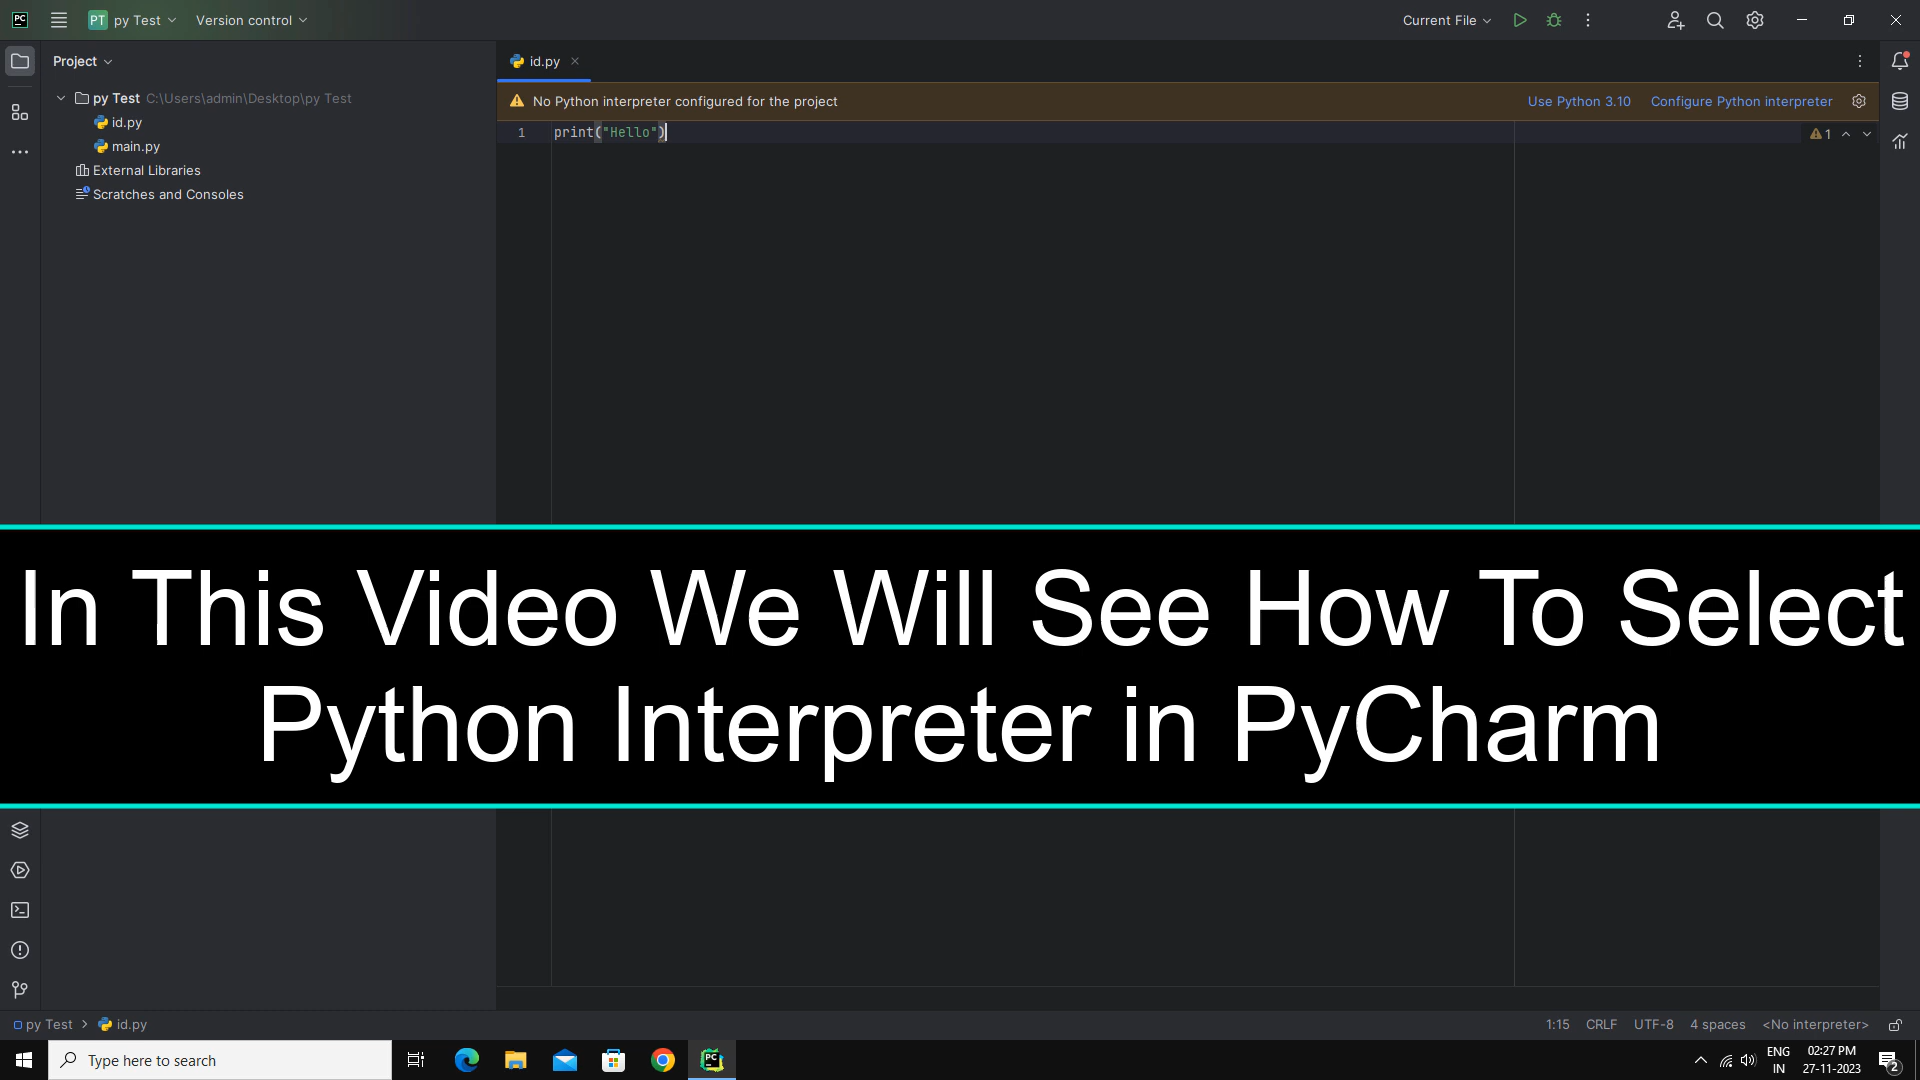 PC
PT py Test Version control Current File
Project id.py
py Test C:\Users\admin\Desktop\py Test
No Python interpreter configured for the project Use Python 3.10 Configure Python interpreter
id.py
1 print("Hello") 1
main.py
External Libraries
Scratches and Consoles
In This Video We Will See How To Select
Python Interpreter in PyCharm
py Test > id.py 1:15 CRLF UTF-8 4 spaces <No interpreter>
Type here to search PC ENG 02:27 PM
IN 27-11-2023 2